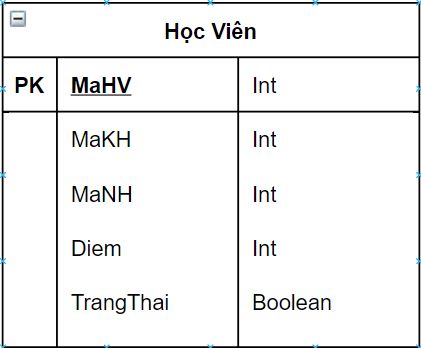 Học Viên
PK MaHV Int
MaKH Int
MaNH Int
Diem Int
TrangThai Boolean